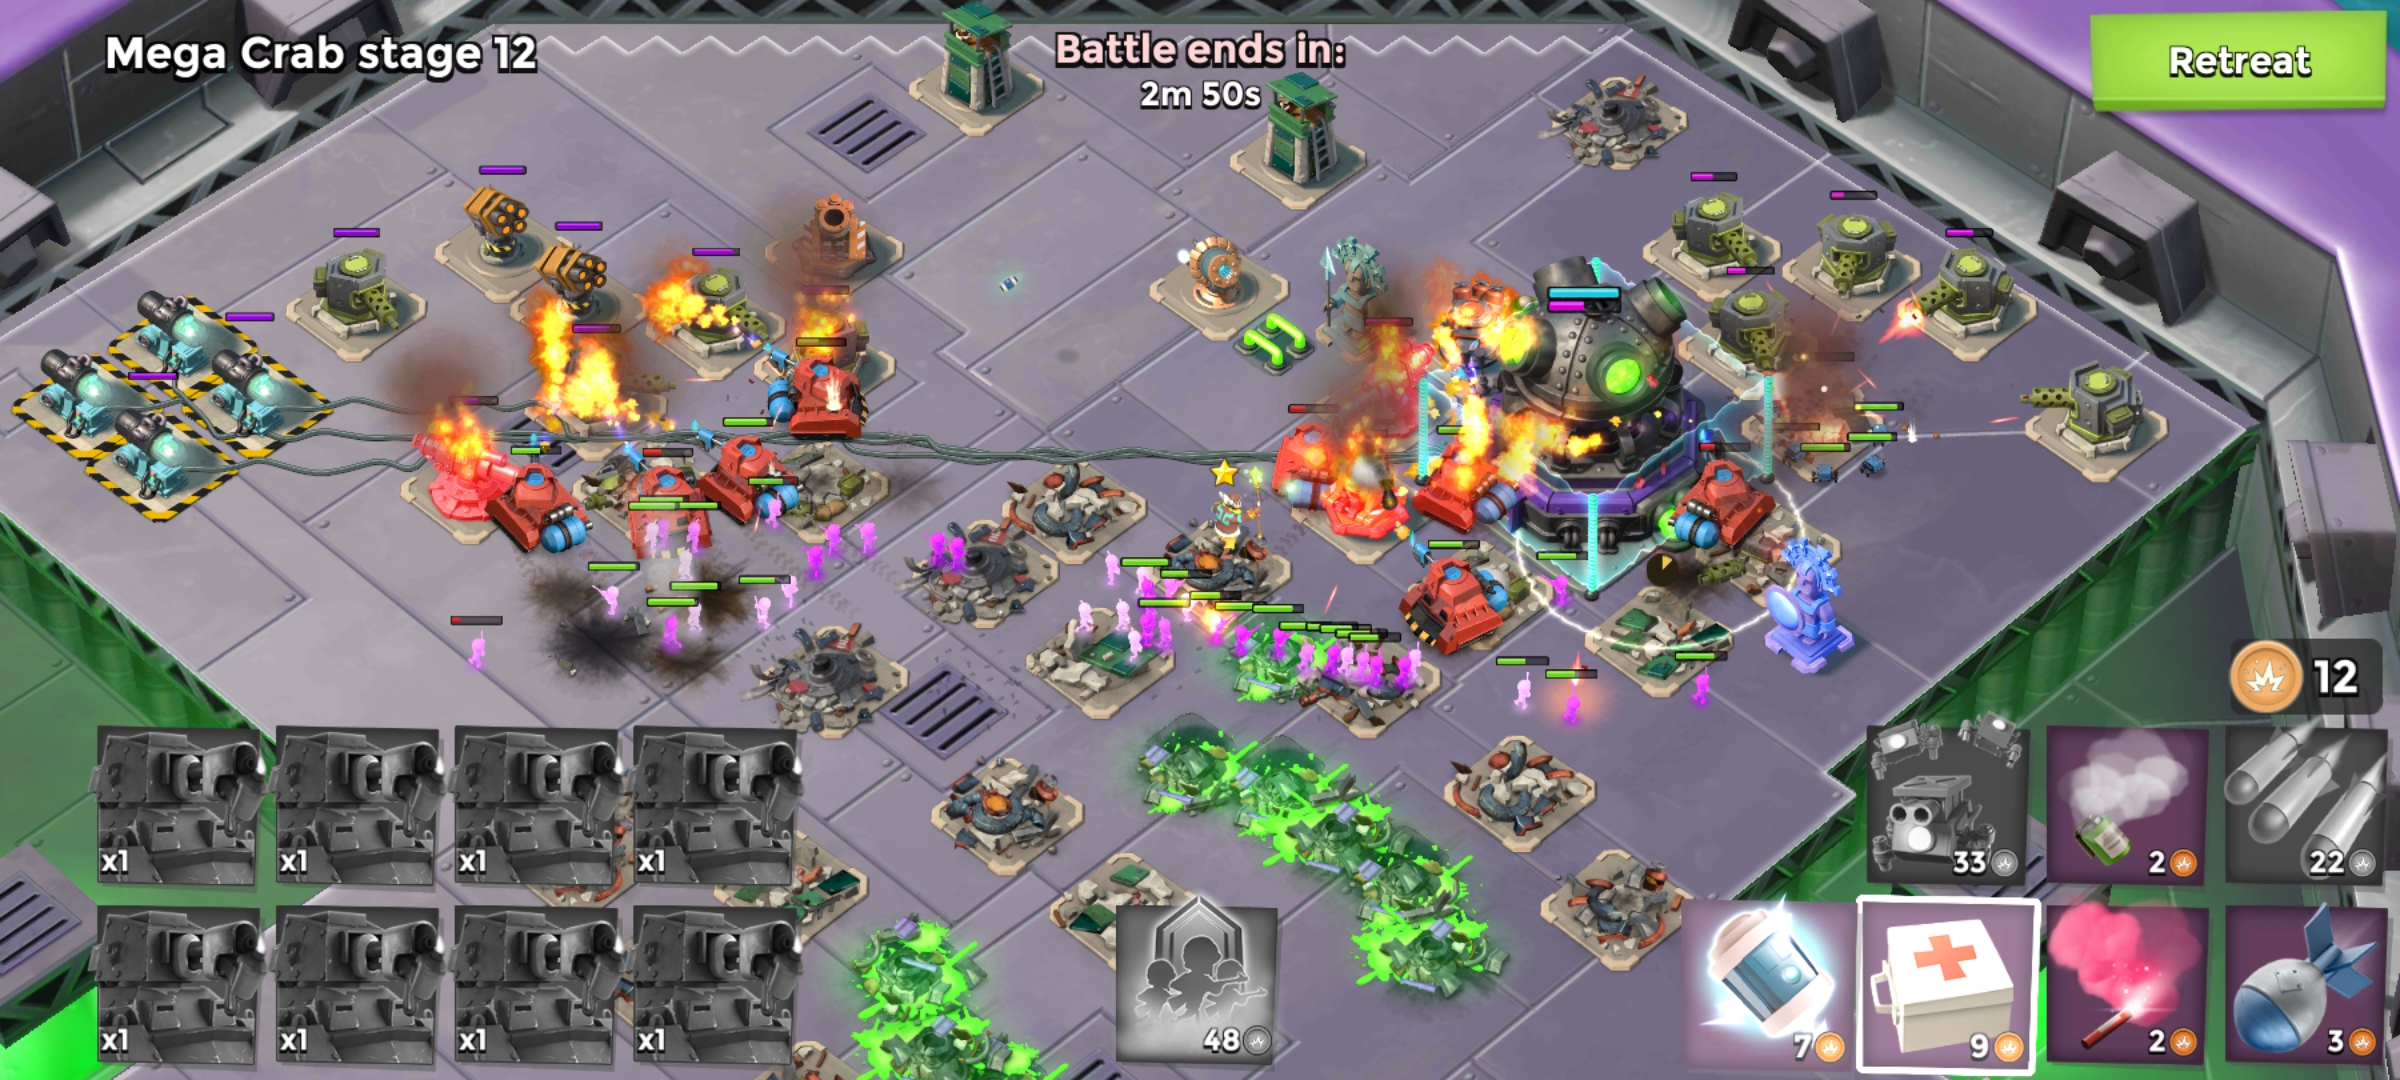 Mega Crab stage 12
Battle ends in:
2m 50s
Retreat
12
x1
x1
x1
x1
33
2
22
x1
x1
x1
x1
48
7
9
2
3